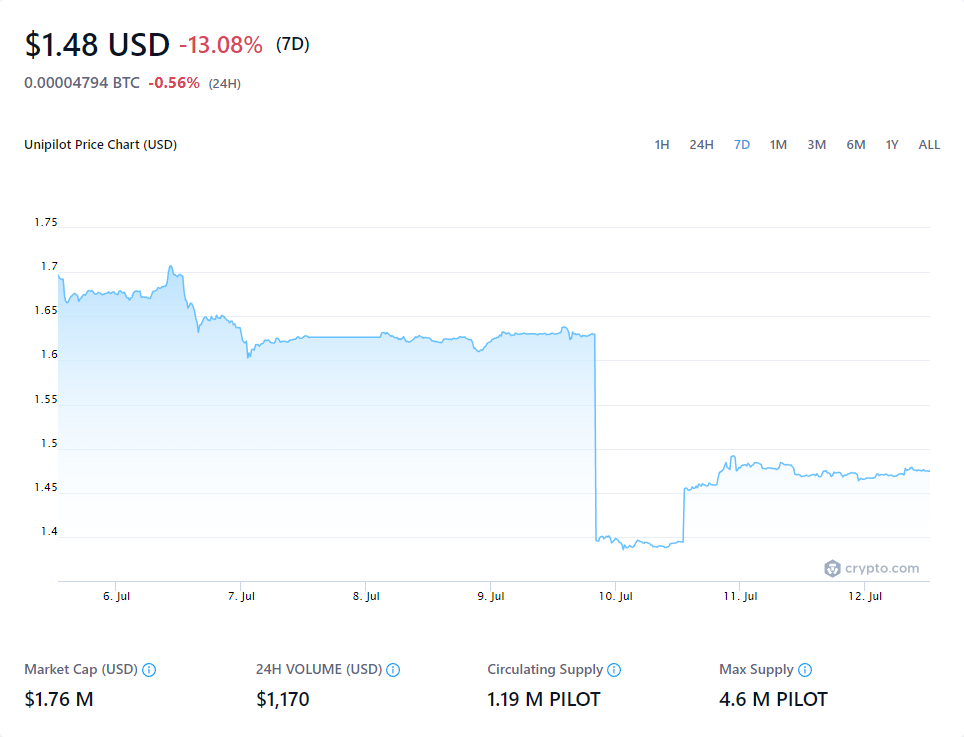 $1.48 USD -13.08% (7D)
0.00004794 BTC -0.56% (24H)
Unipilot Price Chart (USD) 1H 24H 7D 1M 3M 6M 1Y ALL
1.75
1.7
1.65
1.6
1.55
1.5
1.45
1.4
crypto.com
6. Jul 7. Jul 8. Jul 9. Jul 10. Jul 11. Jul 12. Jul
Market Cap (USD) 24H VOLUME (USD) Circulating Supply Max Supply
$1.76 M $1,170 1.19 M PILOT 4.6 M PILOT